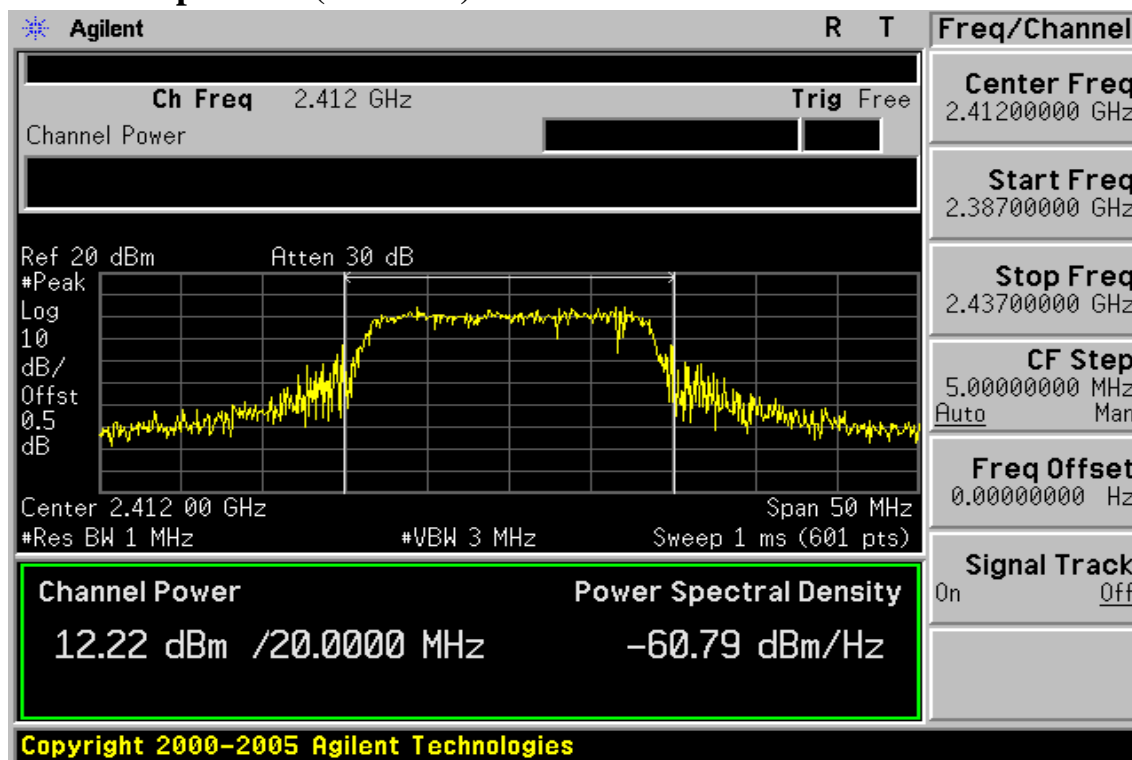 Agilent R T Freq/Channel
Ch Freq 2.412 GHz Trig Free
Channel Power
Center Freq
2.41200000 GHz
Start Freq
2.38700000 GHz
Stop Freq
2.43700000 GHz
CF Step
5.00000000 MHz
Auto Man
Freq Offset
0.00000000 Hz
Signal Track
On Off
Ref 20 dBm Atten 30 dB
#Peak
Log
10
dB/
Offst
0.5
dB
Center 2.412 00 GHz Span 50 MHz
#Res BW 1 MHz #VBW 3 MHz Sweep 1 ms (601 pts)
Channel Power Power Spectral Density
12.22 dBm /20.0000 MHz -60.79 dBm/Hz
Copyright 2000-2005 Agilent Technologies